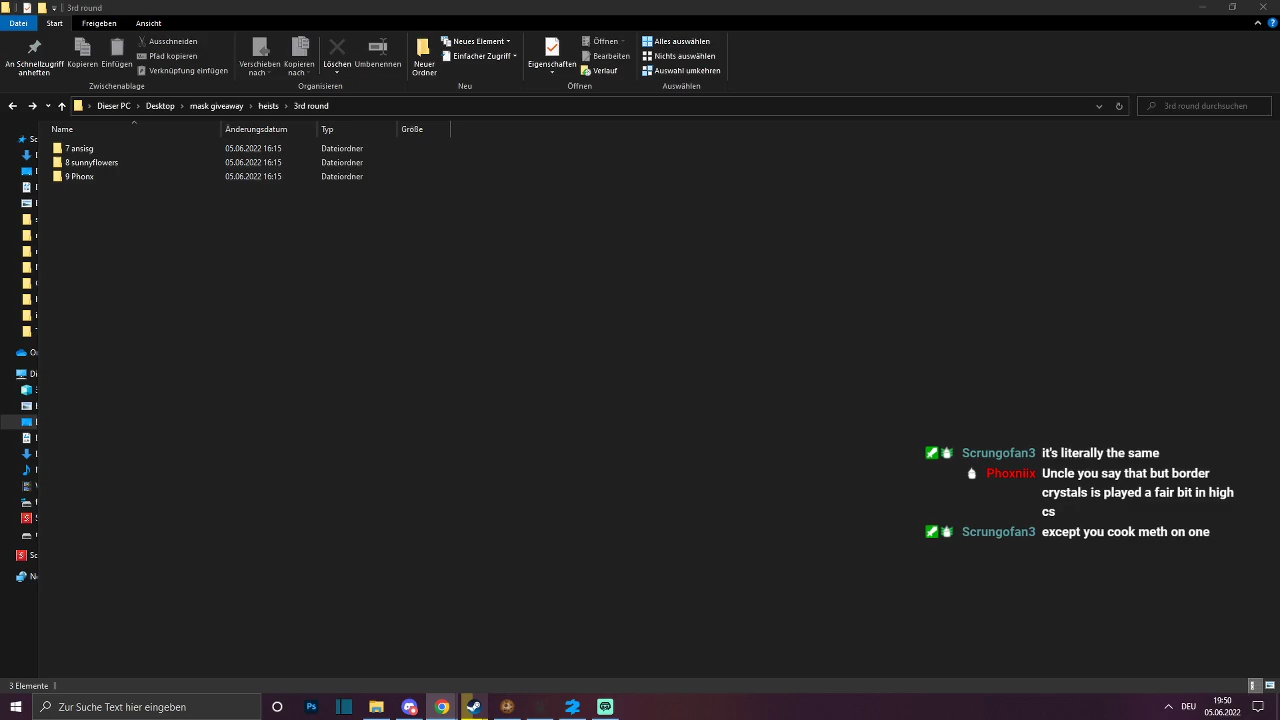 3rd round
Datei Start Freigeben Ansicht
An Schnellzugriff anheften
Kopieren
Einfügen
Ausschneiden
Pfad kopieren
Verknüpfung einfügen
Zwischenablage
Verschieben nach
Kopieren nach
Löschen
Umbenennen
Organisieren
Neuer Ordner
Neues Element
Einfacher Zugriff
Neu
Eigenschaften
Öffnen
Bearbeiten
Verlauf
Öffnen
Alles auswählen
Nichts auswählen
Auswahl umkehren
Auswählen
Dieser PC > Desktop > mask giveaway > heists > 3rd round
3rd round durchsuchen
Name Änderungsdatum Typ Größe
7 ansisg 05.06.2022 16:15 Dateiordner
8 sunnyflowers 05.06.2022 16:15 Dateiordner
9 Phonx 05.06.2022 16:15 Dateiordner
Scrungofan3 it's literally the same
Phoxniix Uncle you say that but border
crystals is played a fair bit in high
cs
Scrungofan3 except you cook meth on one
3 Elemente
Zur Suche Text hier eingeben
Ps
DEU
19:50
05.06.2022